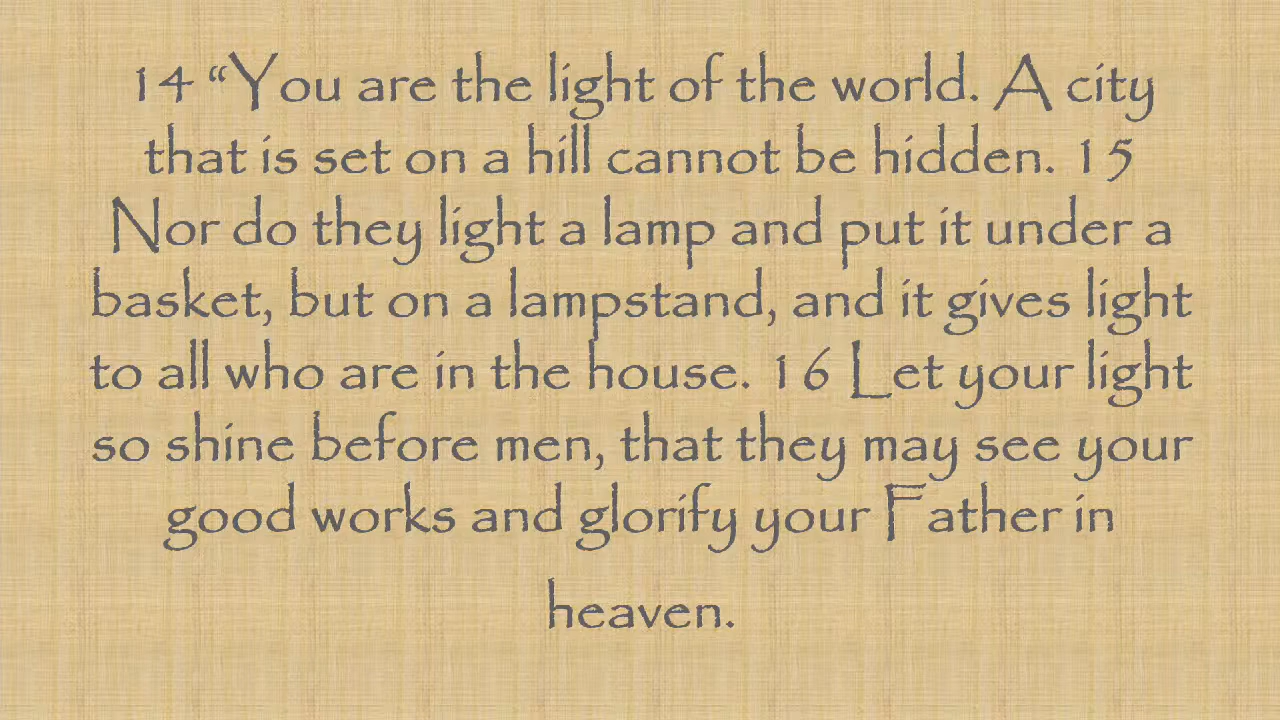 14 “You are the light of the world. A city
that is set on a hill cannot be hidden. 15
Nor do they light a lamp and put it under a
basket, but on a lampstand, and it gives light
to all who are in the house. 16 Let your light
so shine before men, that they may see your
good works and glorify your Father in
heaven.